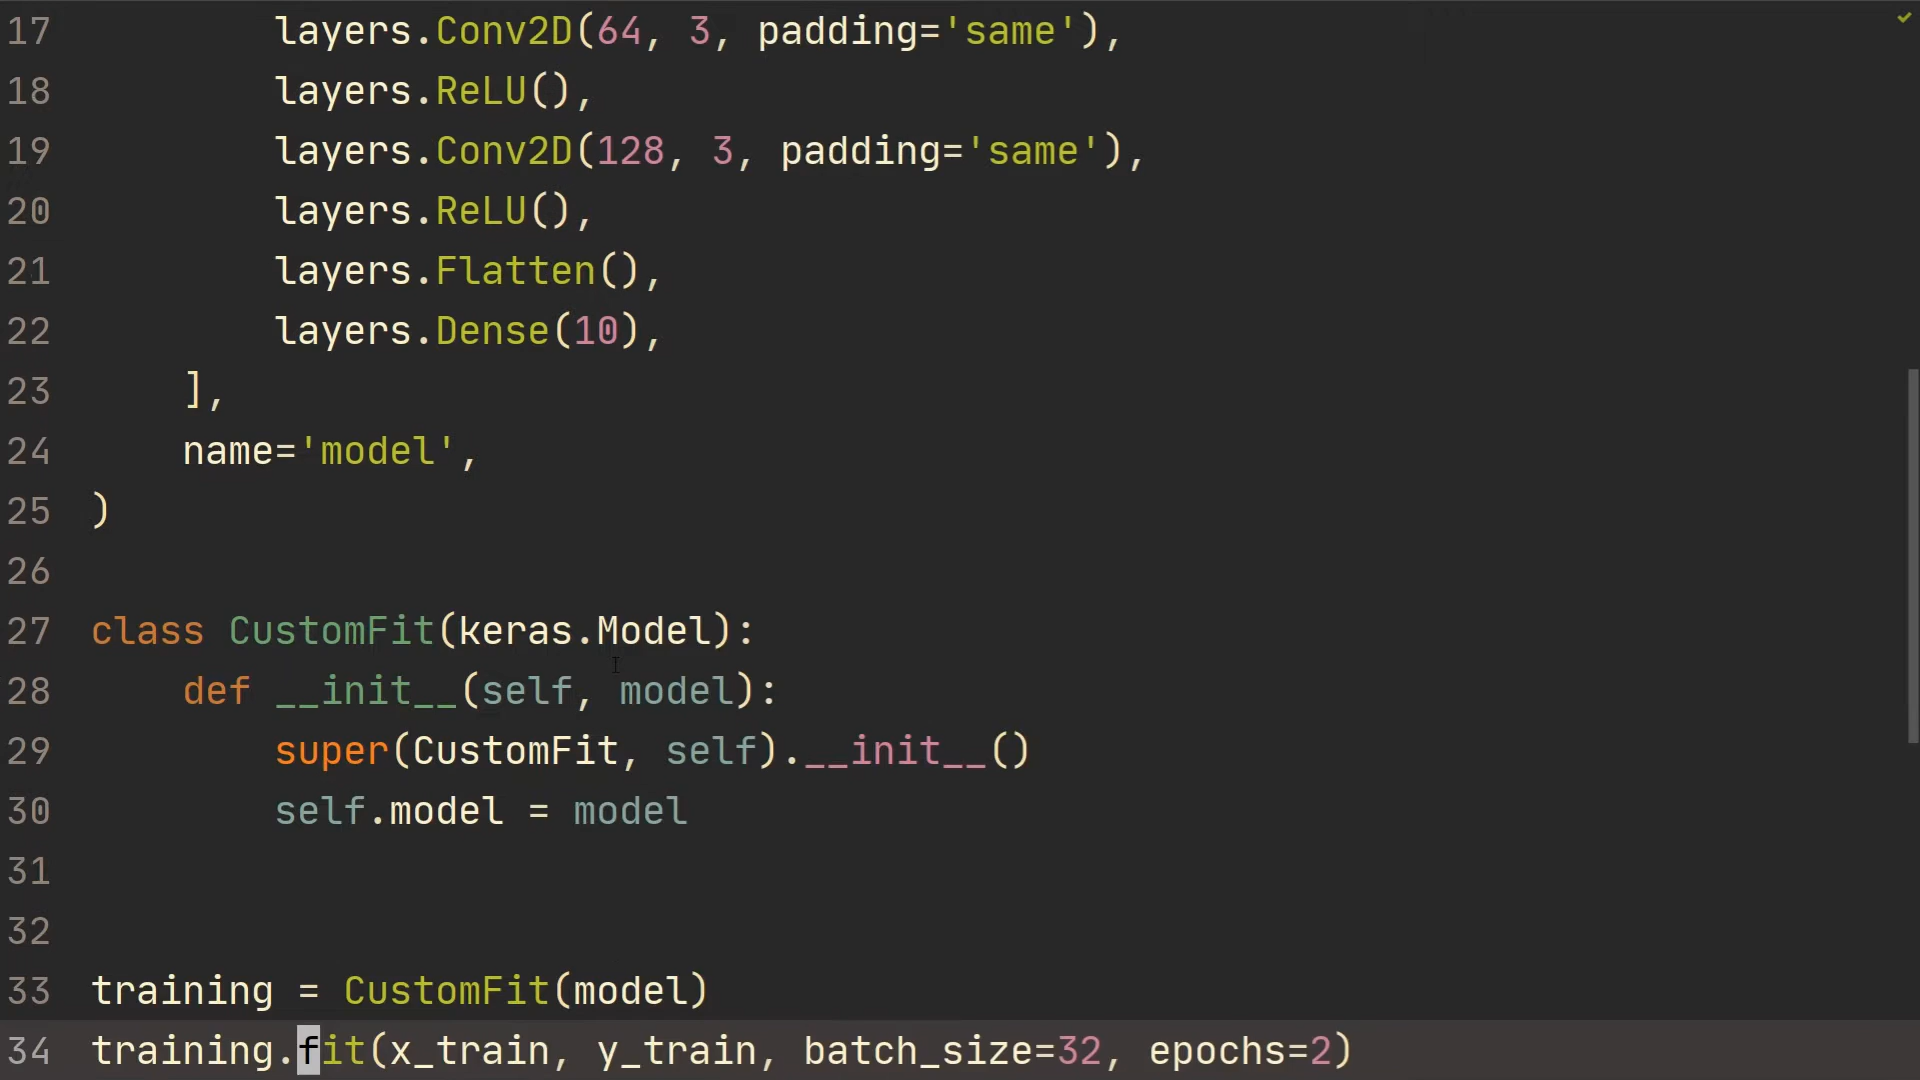 17 layers.Conv2D(64, 3, padding='same'),
18 layers.ReLU(),
19 layers.Conv2D(128, 3, padding='same'),
20 layers.ReLU(),
21 layers.Flatten(),
22 layers.Dense(10),
23 ],
24 name='model',
25 )
26
27 class CustomFit(keras.Model):
28 def __init__(self, model):
29 super(CustomFit, self).__init__()
30 self.model = model
31
32
33 training = CustomFit(model)
34 training.fit(x_train, y_train, batch_size=32, epochs=2)